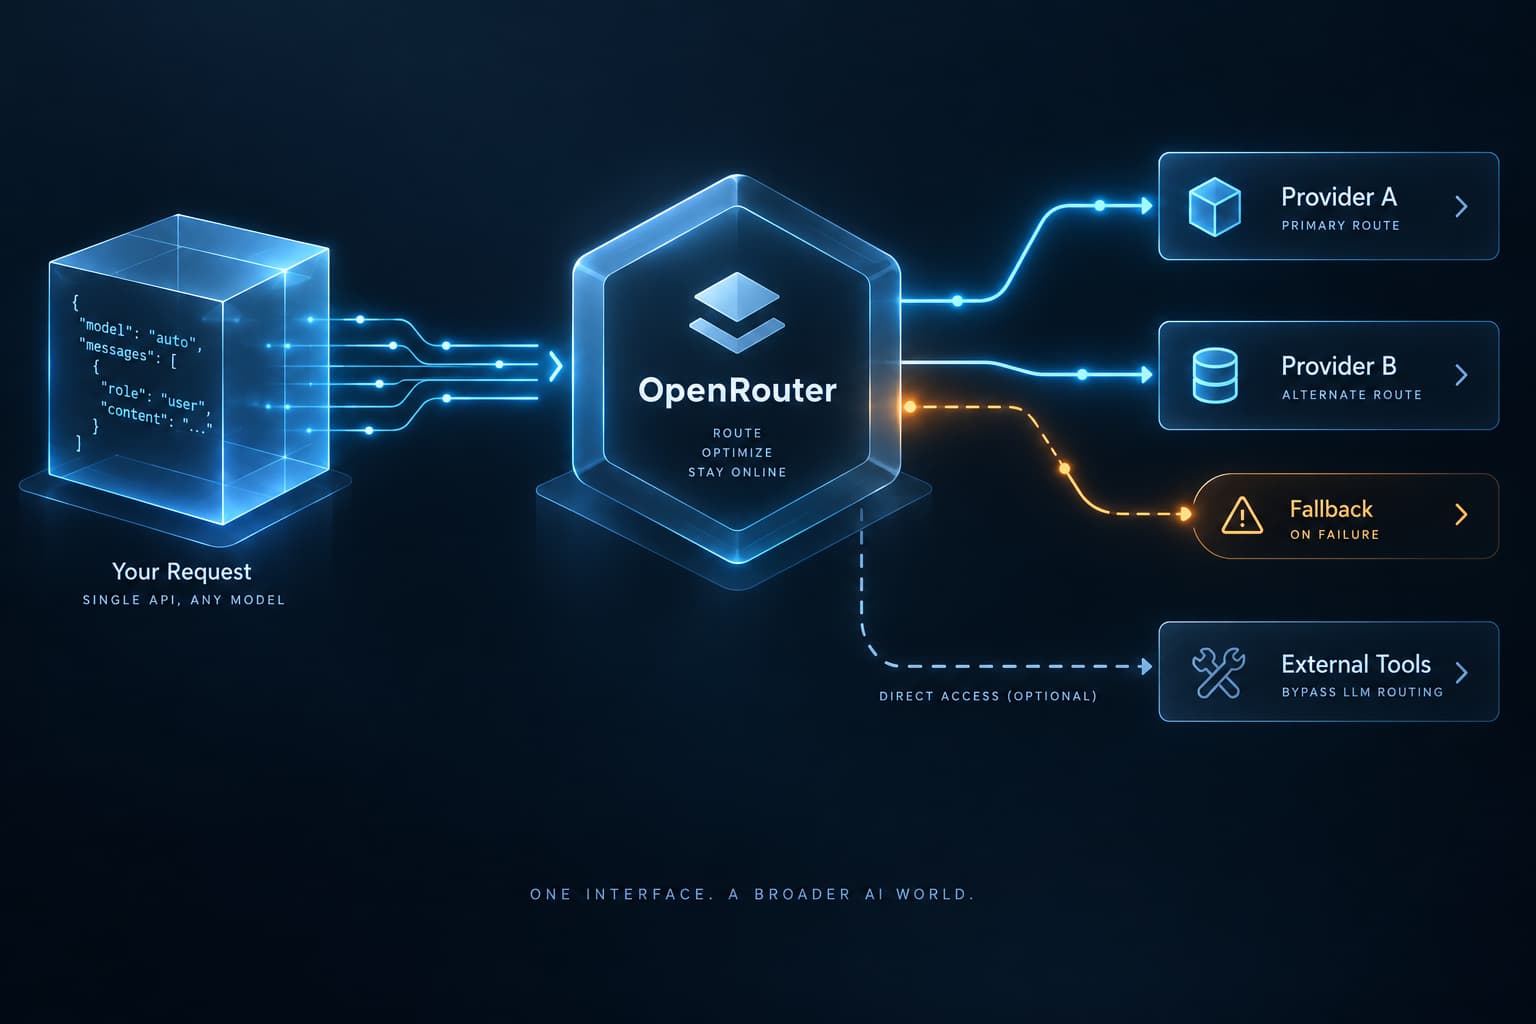 {
"model": "auto",
"messages": [
{
"role": "user",
"content": "..."
}
]
Your Request
SINGLE API, ANY MODEL
OpenRouter
ROUTE
OPTIMIZE
STAY ONLINE
Provider A
PRIMARY ROUTE
Provider B
ALTERNATE ROUTE
Fallback
ON FAILURE
External Tools
BYPASS LLM ROUTING
DIRECT ACCESS (OPTIONAL)
ONE INTERFACE. A BROADER AI WORLD.